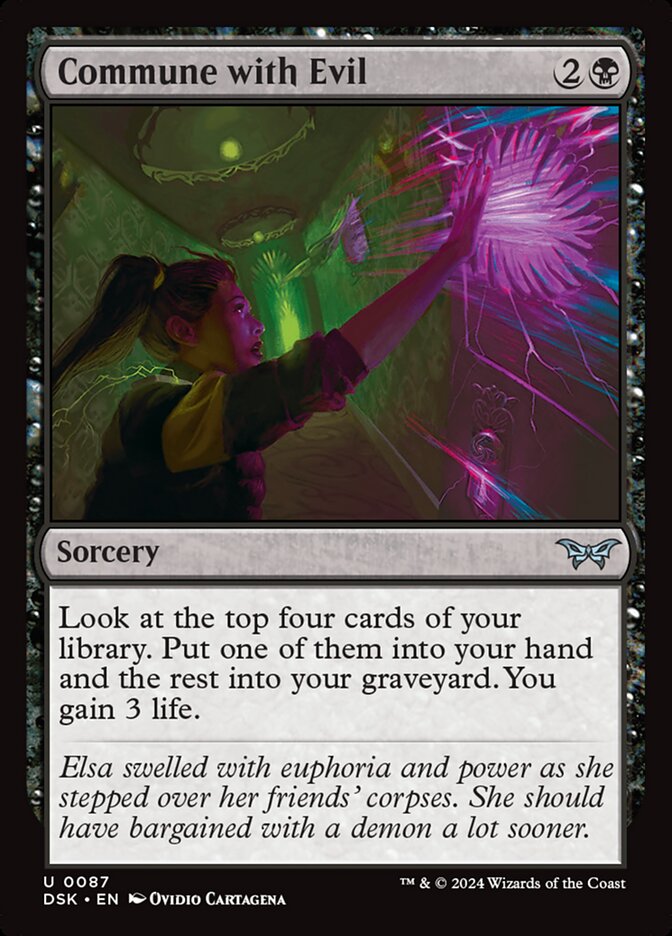 Commune with Evil 2
Sorcery
Look at the top four cards of your
library. Put one of them into your hand
and the rest into your graveyard. You
gain 3 life.
Elsa swelled with euphoria and power as she
stepped over her friends’ corpses. She should
have bargained with a demon a lot sooner.
U 0087
DSK • EN Ovidio Cartagena
™ & © 2024 Wizards of the Coast